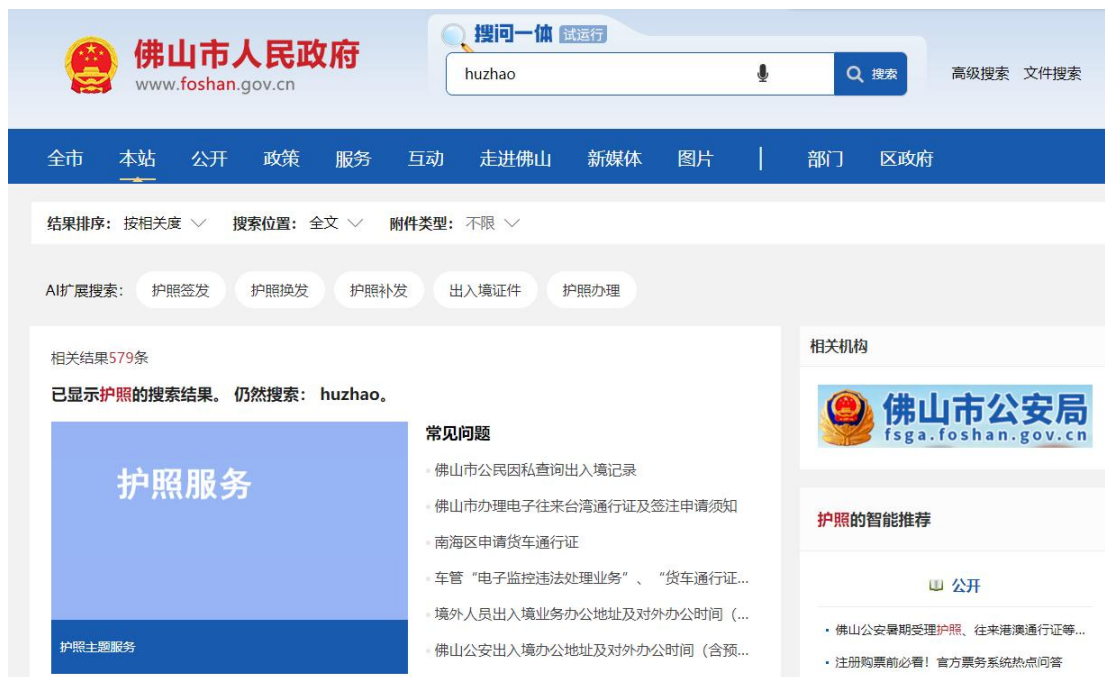 搜问一体 试运行
佛山市人民政府
www.foshan.gov.cn
huzhao 搜索 高级搜索 文件搜索
全市 本站 公开 政策 服务 互动 走进佛山 新媒体 图片 | 部门 区政府
结果排序： 按相关度 搜索位置： 全文 附件类型： 不限
AI扩展搜索： 护照签发 护照换发 护照补发 出入境证件 护照办理
相关结果579条
已显示护照的搜索结果。 仍然搜索： huzhao。
护照服务
护照主题服务
常见问题
佛山市公民因私查询出入境记录
佛山市办理电子往来台湾通行证及签注申请须知
南海区申请货车通行证
车管“电子监控违法处理业务”、“货车通行证...
境外人员出入境业务办公地址及对外办公时间（...
佛山公安出入境办公地址及对外办公时间（含预...
相关机构
佛山市公安局
fsga.foshan.gov.cn
护照的智能推荐
公开
佛山公安暑期受理护照、往来港澳通行证等...
注册购票前必看！官方票务系统热点问答